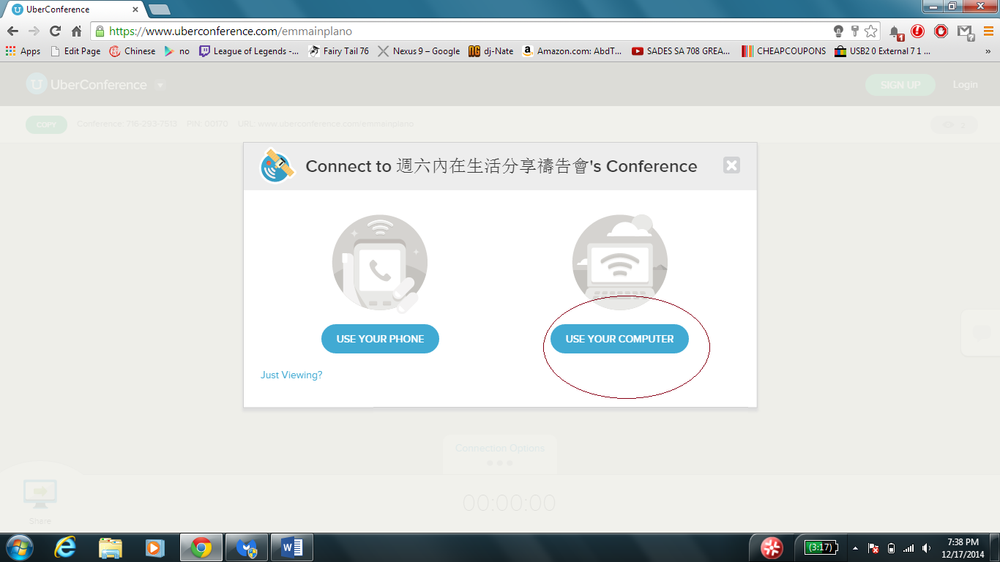 UberConference
https://www.uberconference.com/emmainplano
Apps Edit Page Chinese no League of Legends -... Fairy Tail 76 Nexus 9 – Google dj-Nate Amazon.com: AbdT... SADES SA 708 GREA... CHEAPCOUPONS USB2 0 External 7 1 ... »
UberConference SIGN UP Login
COPY Conference: 716-293-7513 PIN: 00170 URL: www.uberconference.com/emmainplano 2
Connect to 週六內在生活分享禱告會's Conference
USE YOUR PHONE USE YOUR COMPUTER
Just Viewing?
Connection Options
00:00:00
Share
(3:17) 7:38 PM
12/17/2014